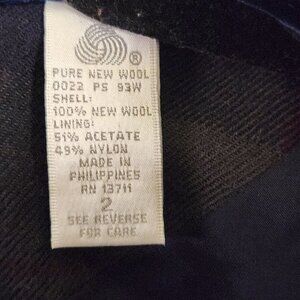 ®
PURE NEW WOOL
0022 PS 93W
SHELL:
100% NEW WOOL
LINING:
51% ACETATE
49% NYLON
MADE IN
PHILIPPINES
RN 13711
2
SEE REVERSE
FOR CARE